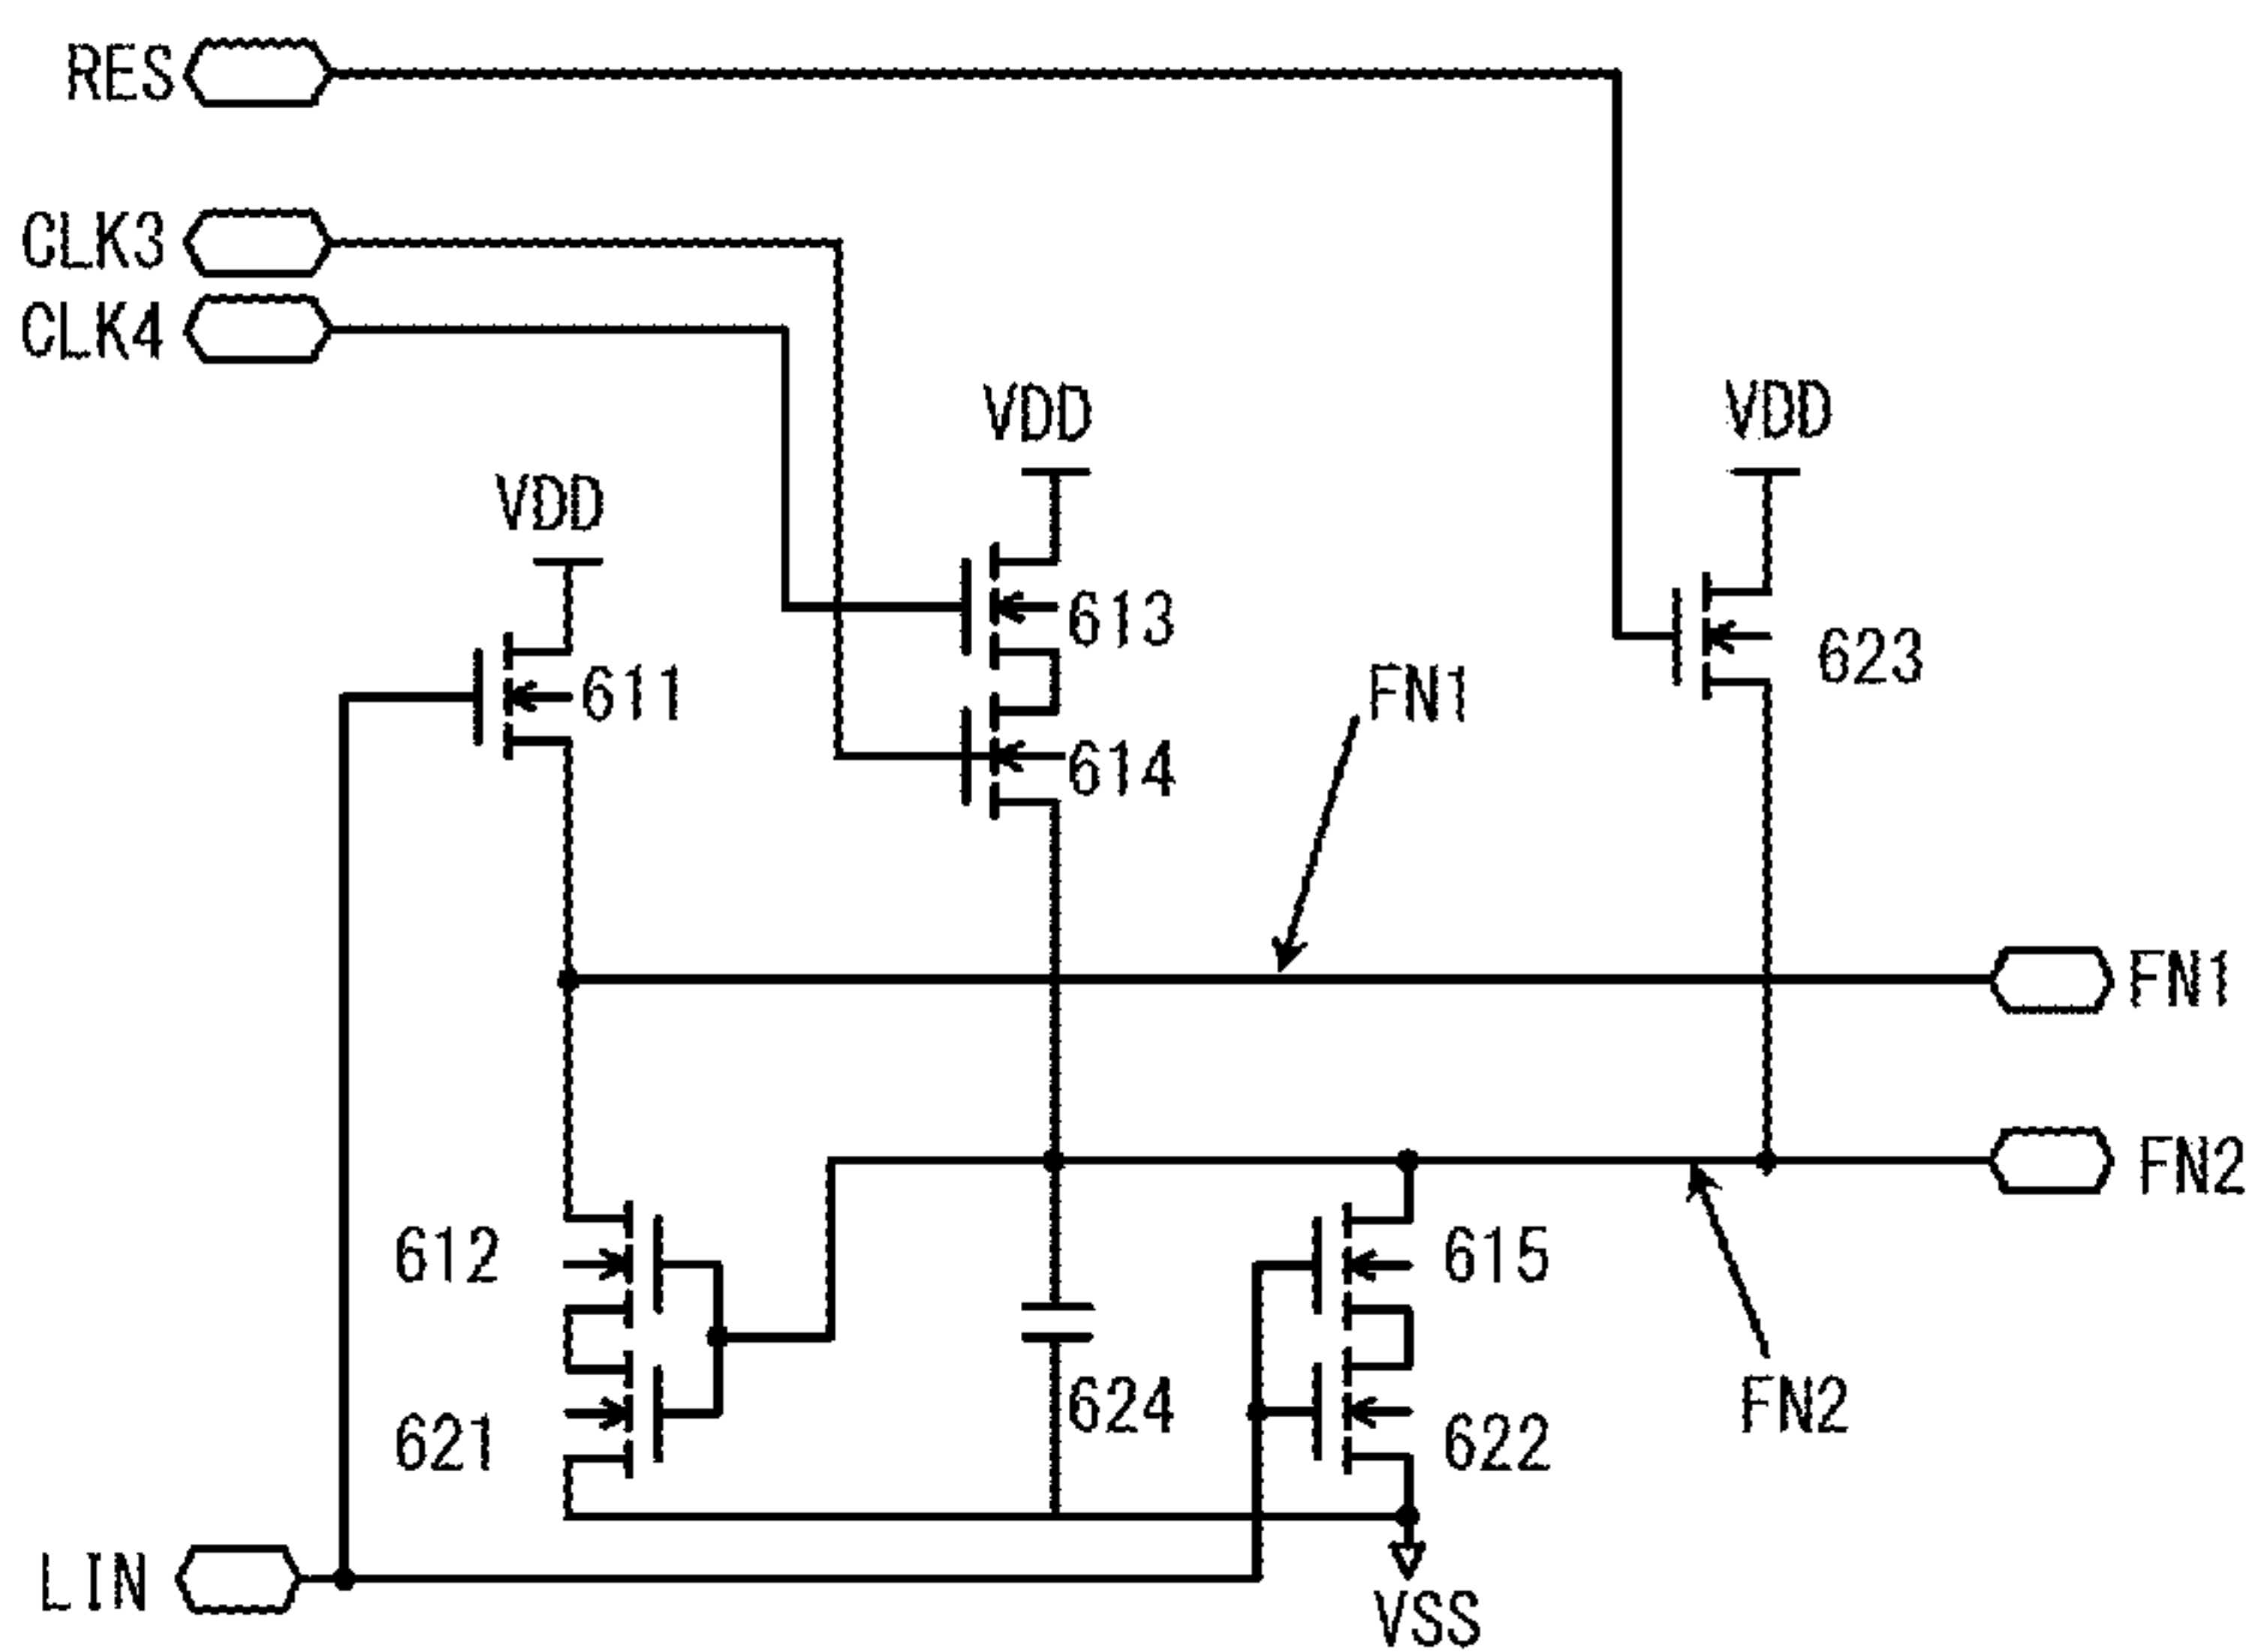 RES
CLK3
CLK4
VDD
VDD
VDD
613
623
611
FN1
614
FN1
FN2
612
615
624
FN2
621
622
LIN
VSS